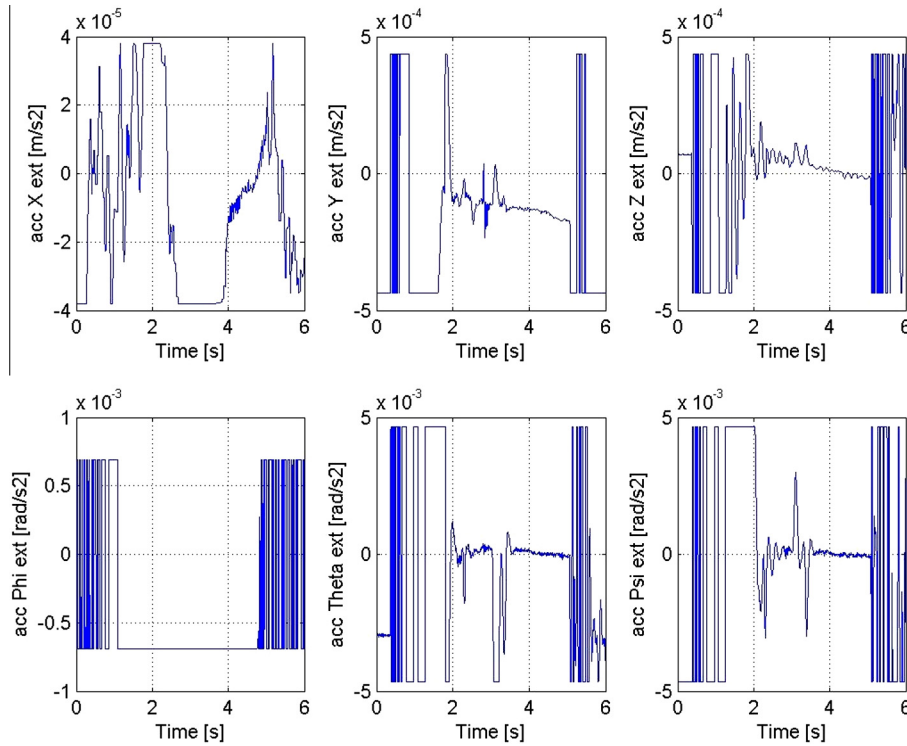 x 10⁻⁵
acc X ext [m/s2]
4
2
0
-2
-4
0 2 4 6
Time [s]
x 10⁻⁴
acc Y ext [m/s2]
5
0
-5
0 2 4 6
Time [s]
x 10⁻⁴
acc Z ext [m/s2]
5
0
-5
0 2 4 6
Time [s]
x 10⁻³
acc Phi ext [rad/s2]
1
0.5
0
-0.5
-1
0 2 4 6
Time [s]
x 10⁻³
acc Theta ext [rad/s2]
5
0
-5
0 2 4 6
Time [s]
x 10⁻³
acc Psi ext [rad/s2]
5
0
-5
0 2 4 6
Time [s]